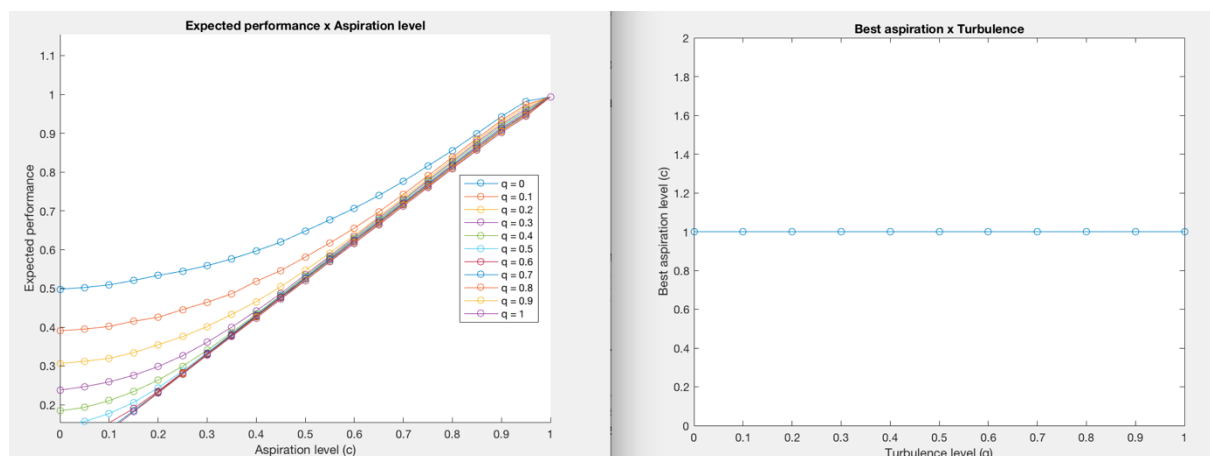 Expected performance x Aspiration level
1.1
1
0.9
0.8
0.7
0.6
0.5
0.4
0.3
0.2
Expected performance
q = 0
q = 0.1
q = 0.2
q = 0.3
q = 0.4
q = 0.5
q = 0.6
q = 0.7
q = 0.8
q = 0.9
q = 1
0 0.1 0.2 0.3 0.4 0.5 0.6 0.7 0.8 0.9 1
Aspiration level (c)
Best aspiration x Turbulence
2
1.8
1.6
1.4
1.2
1
0.8
0.6
0.4
0.2
0
Best aspiration level (c)
0 0.1 0.2 0.3 0.4 0.5 0.6 0.7 0.8 0.9 1
Turbulence level (q)